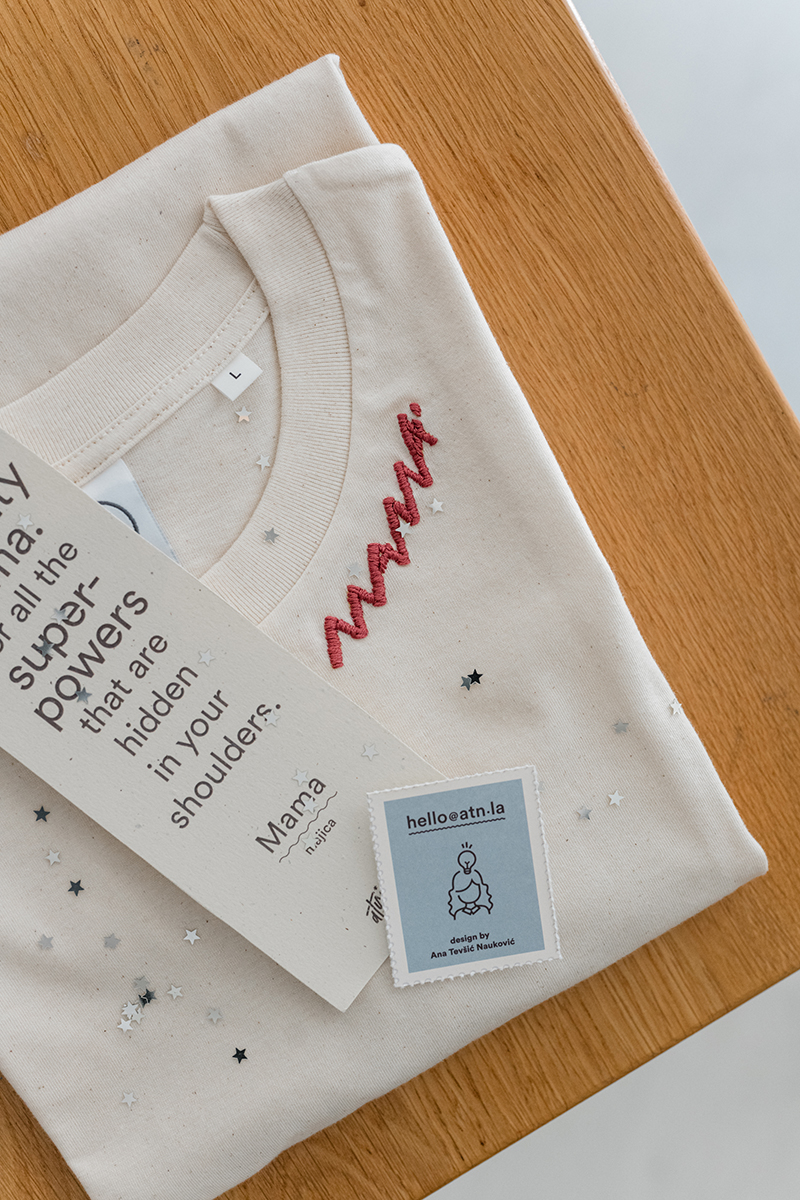 L
all the
super-
powers
that are
hidden
in your
shoulders.
Mama
mama.
hello@atn.la
design by
Ana Tevšić Nauković